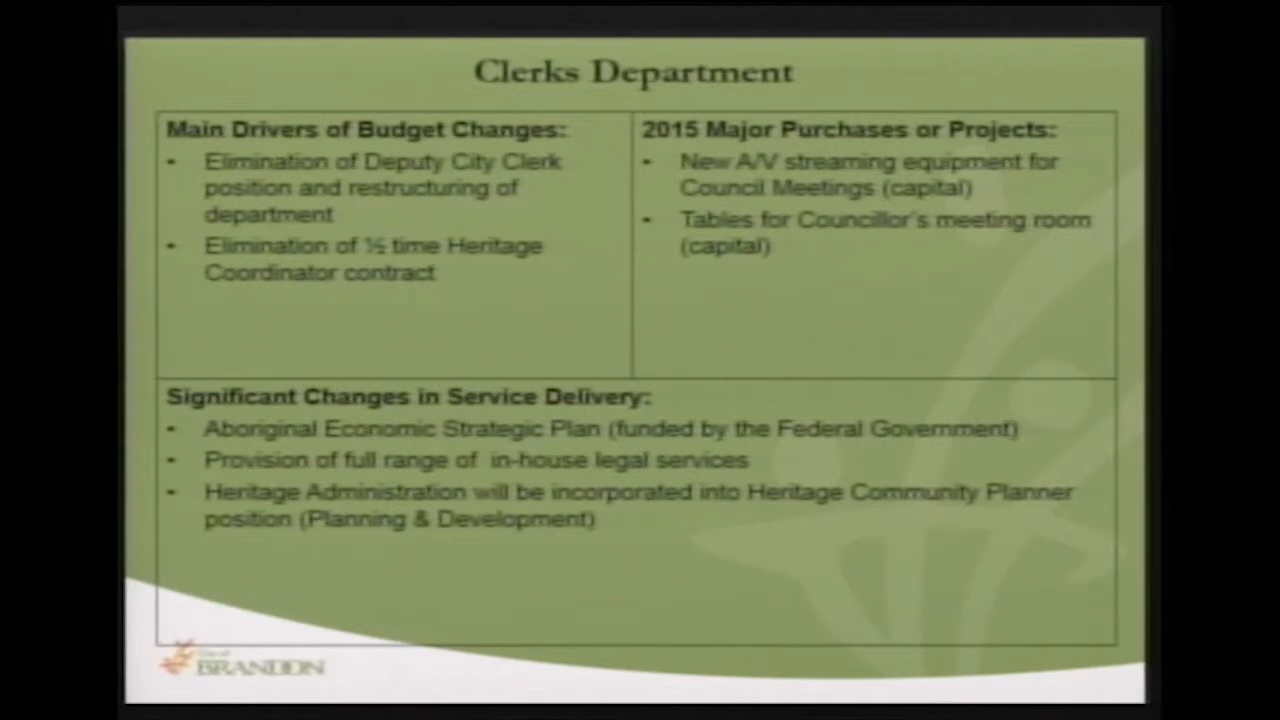 Clerks Department
Main Drivers of Budget Changes:
• Elimination of Deputy City Clerk
position and restructuring of
department
• Elimination of ½ time Heritage
Coordinator contract
2015 Major Purchases or Projects:
• New A/V streaming equipment for
Council Meetings (capital)
• Tables for Councillor's meeting room
(capital)
Significant Changes in Service Delivery:
• Aboriginal Economic Strategic Plan (funded by the Federal Government)
• Provision of full range of in-house legal services
• Heritage Administration will be incorporated into Heritage Community Planner
position (Planning & Development)
City of
BRANDON